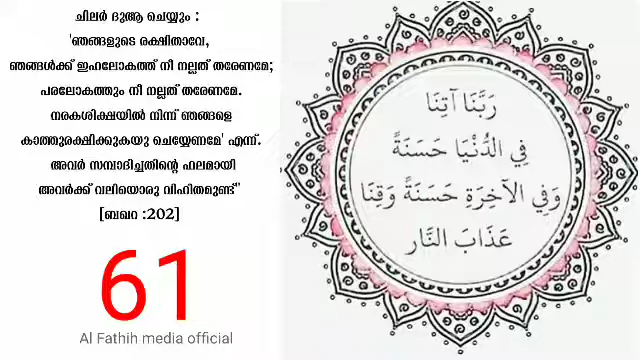 ചിലർ ദുആ ചെയ്യും :
'ഞങ്ങളുടെ രക്ഷിതാവേ,
ഞങ്ങൾക്ക് ഇഹലോകത്ത് നീ നല്ലത് തരേണമേ;
പരലോകത്തും നീ നല്ലത് തരേണമേ.
നരകശിക്ഷയിൽ നിന്ന് ഞങ്ങളെ
കാത്തുരക്ഷിക്കുകയു ചെയ്യേണമേ' എന്ന്.
അവർ സമ്പാദിച്ചതിന്റെ ഫലമായി
അവർക്ക് വലിയൊരു വിഹിതമുണ്ട്"
[ബഖറ :202]
61
Al Fathih media official
رَبَّنَا آتِنَا
فِي الدُّنْيَا حَسَنَةً
وَفِي الآخِرَةِ حَسَنَةً وَقِنَا
عَذَابَ النَّار